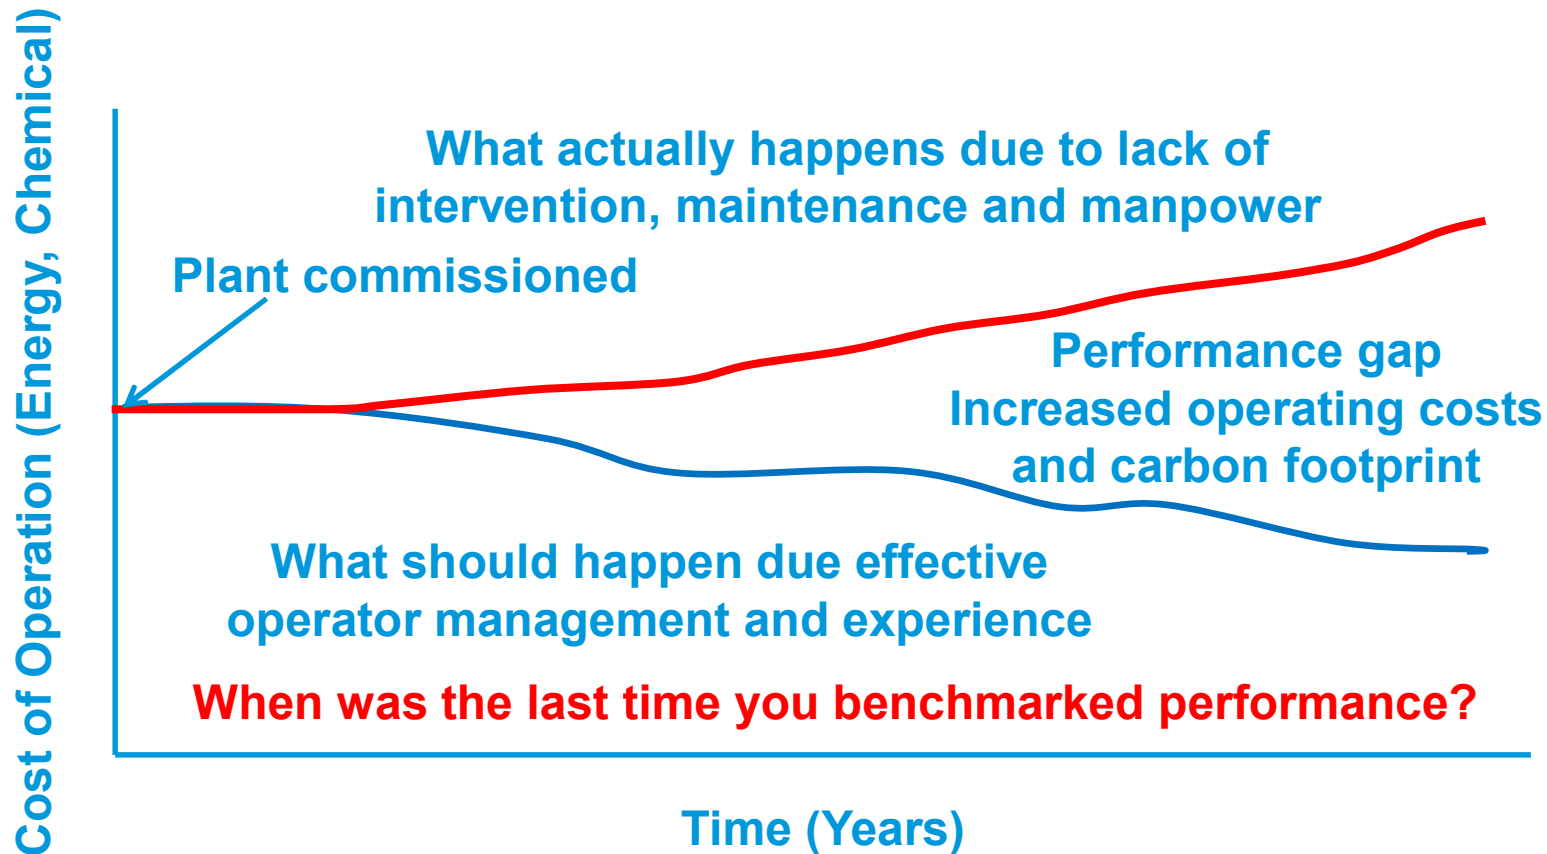 Cost of Operation (Energy, Chemical)
What actually happens due to lack of
intervention, maintenance and manpower
Plant commissioned
Performance gap
Increased operating costs
and carbon footprint
What should happen due effective
operator management and experience
When was the last time you benchmarked performance?
Time (Years)